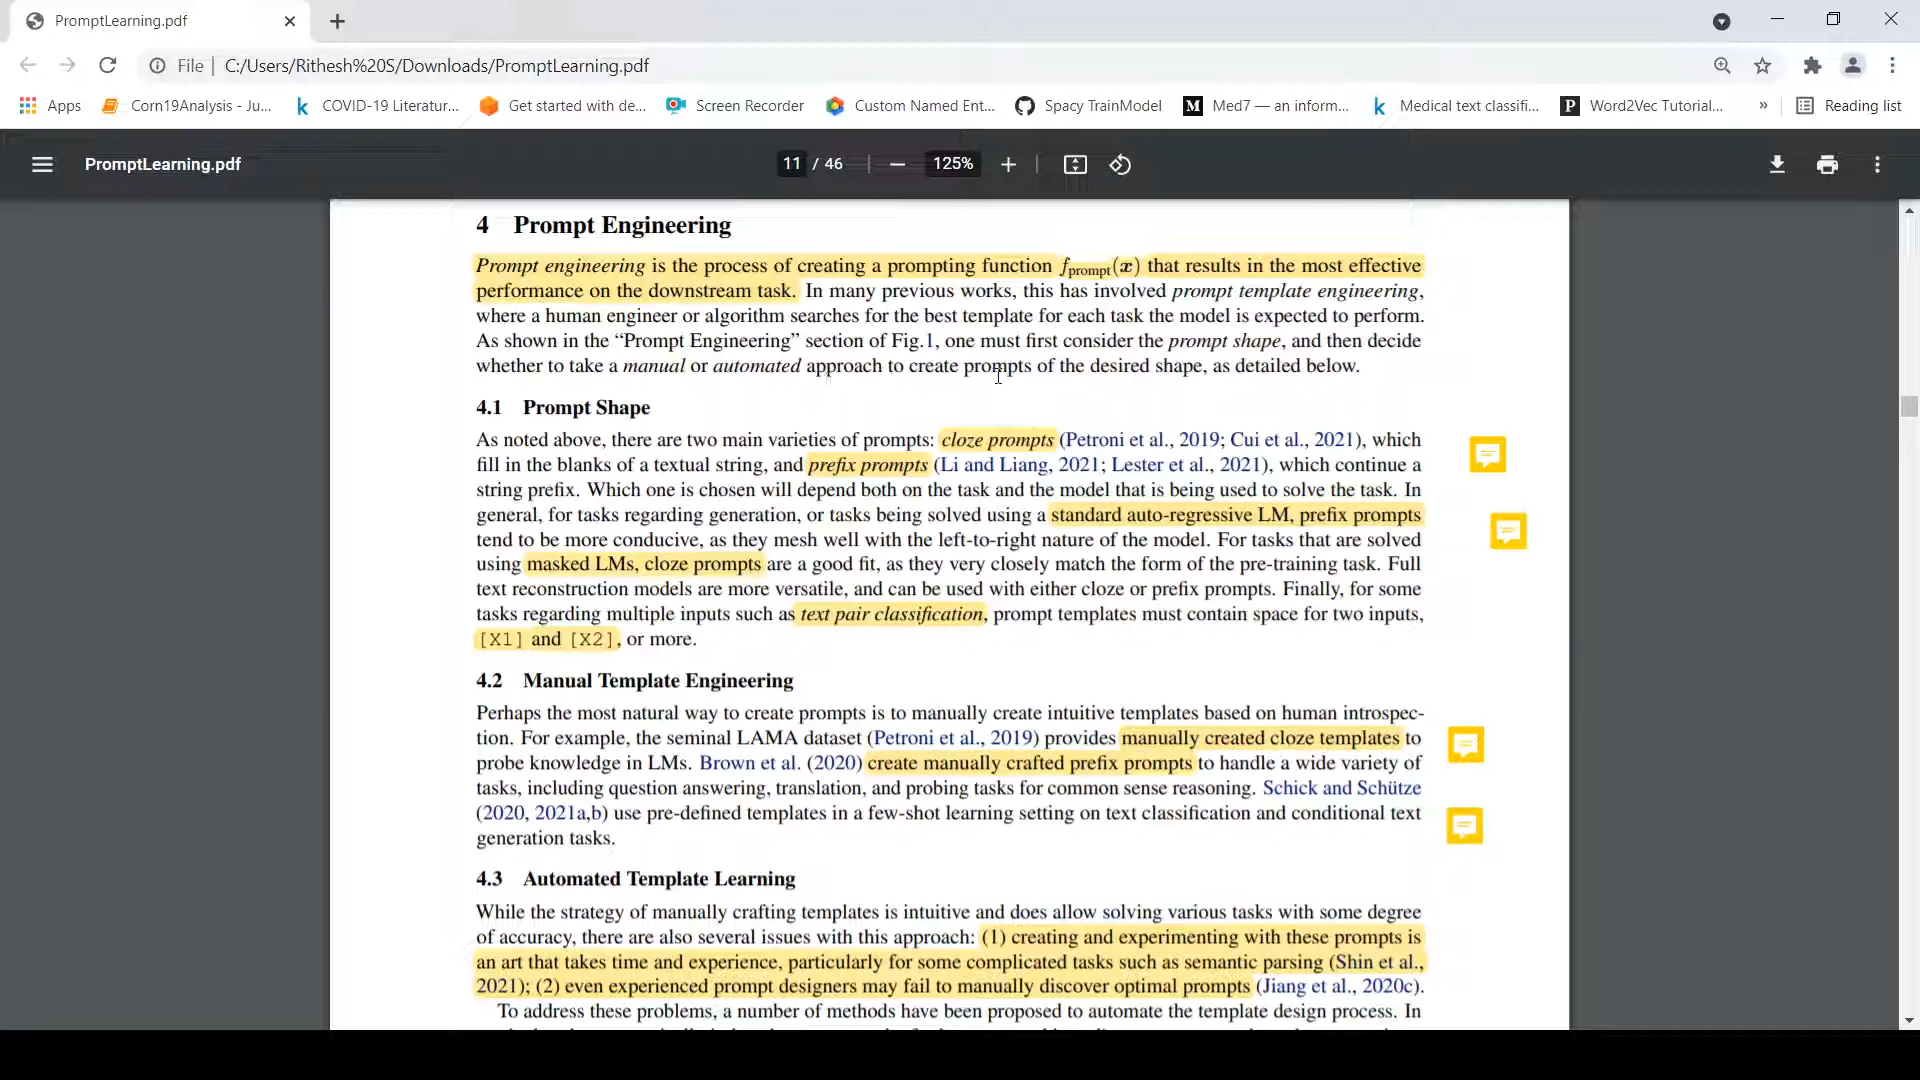 PromptLearning.pdf
File | C:/Users/Rithesh%20S/Downloads/PromptLearning.pdf
Apps Corn19Analysis - Ju... COVID-19 Literatur... Get started with de... Screen Recorder Custom Named Ent... Spacy TrainModel Med7 — an inform... Medical text classifi... Word2Vec Tutorial... » Reading list
PromptLearning.pdf 11 / 46 125%
4 Prompt Engineering
Prompt engineering is the process of creating a prompting function fprompt(x) that results in the most effective
performance on the downstream task. In many previous works, this has involved prompt template engineering,
where a human engineer or algorithm searches for the best template for each task the model is expected to perform.
As shown in the “Prompt Engineering” section of Fig.1, one must first consider the prompt shape, and then decide
whether to take a manual or automated approach to create prompts of the desired shape, as detailed below.
4.1 Prompt Shape
As noted above, there are two main varieties of prompts: cloze prompts (Petroni et al., 2019; Cui et al., 2021), which
fill in the blanks of a textual string, and prefix prompts (Li and Liang, 2021; Lester et al., 2021), which continue a
string prefix. Which one is chosen will depend both on the task and the model that is being used to solve the task. In
general, for tasks regarding generation, or tasks being solved using a standard auto-regressive LM, prefix prompts
tend to be more conducive, as they mesh well with the left-to-right nature of the model. For tasks that are solved
using masked LMs, cloze prompts are a good fit, as they very closely match the form of the pre-training task. Full
text reconstruction models are more versatile, and can be used with either cloze or prefix prompts. Finally, for some
tasks regarding multiple inputs such as text pair classification, prompt templates must contain space for two inputs,
[X1] and [X2], or more.
4.2 Manual Template Engineering
Perhaps the most natural way to create prompts is to manually create intuitive templates based on human introspec-
tion. For example, the seminal LAMA dataset (Petroni et al., 2019) provides manually created cloze templates to
probe knowledge in LMs. Brown et al. (2020) create manually crafted prefix prompts to handle a wide variety of
tasks, including question answering, translation, and probing tasks for common sense reasoning. Schick and Schütze
(2020, 2021a,b) use pre-defined templates in a few-shot learning setting on text classification and conditional text
generation tasks.
4.3 Automated Template Learning
While the strategy of manually crafting templates is intuitive and does allow solving various tasks with some degree
of accuracy, there are also several issues with this approach: (1) creating and experimenting with these prompts is
an art that takes time and experience, particularly for some complicated tasks such as semantic parsing (Shin et al.,
2021); (2) even experienced prompt designers may fail to manually discover optimal prompts (Jiang et al., 2020c).
To address these problems, a number of methods have been proposed to automate the template design process. In